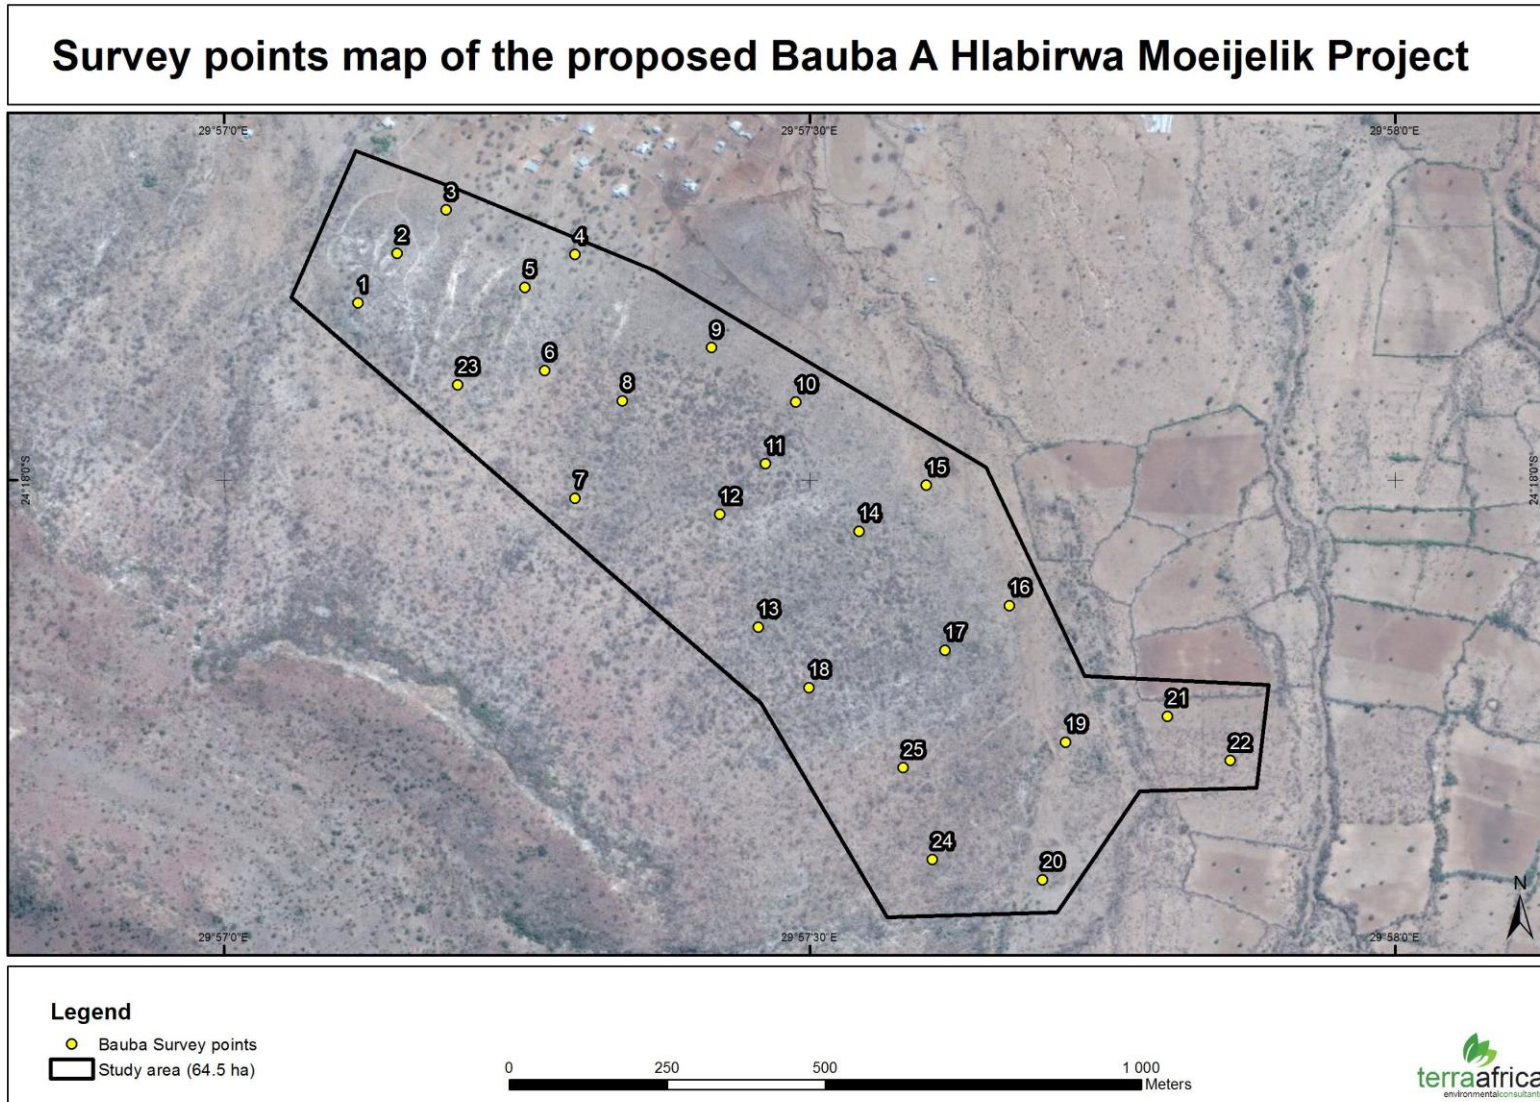 Survey points map of the proposed Bauba A Hlabirwa Moeijelik Project
29°57'0"E
29°57'30"E
29°58'0"E
3
2
4
5
1
9
6
23
8
10
11
15
24°18'0"S
24°18'0"S
7
12
14
16
13
17
18
21
19
22
25
24
20
N
29°57'0"E
29°57'30"E
29°58'0"E
Legend
Bauba Survey points
Study area (64.5 ha)
0
250
500
1 000
Meters
terraafrica
environmentalconsultants